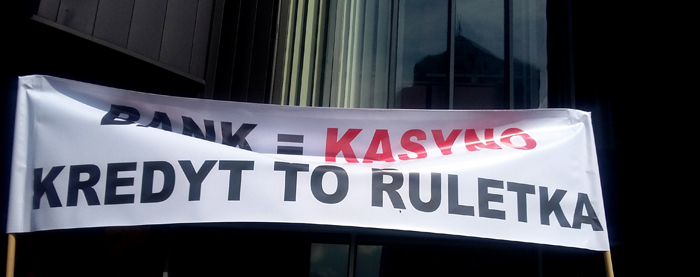 BANK = KASYNO
KREDYT TO RULETKA